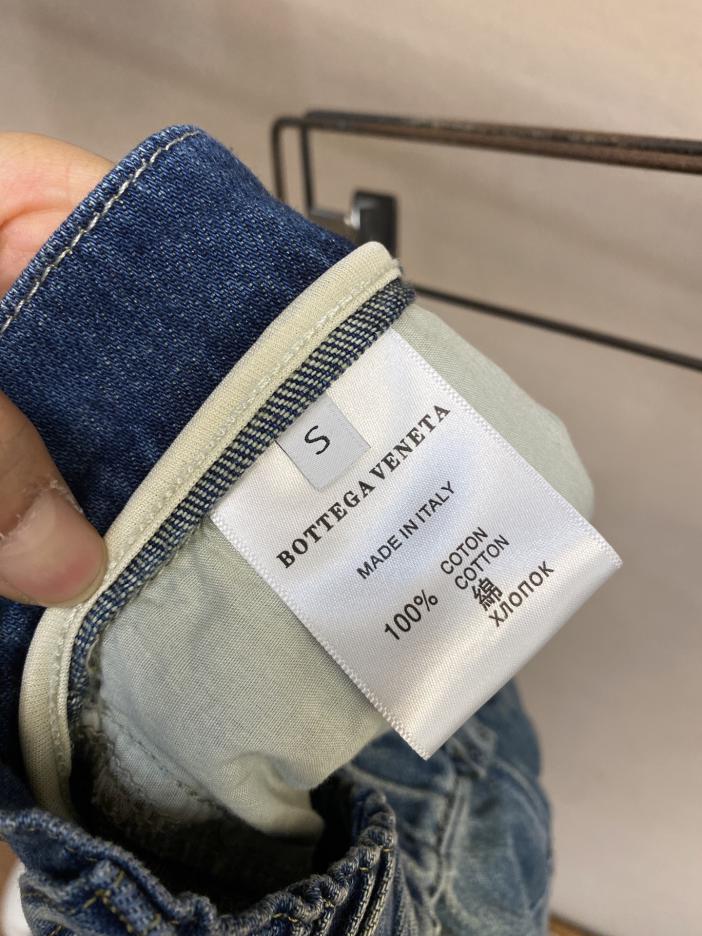 S
BOTTEGA VENETA
MADE IN ITALY
100% COTON
COTTON
綿
ХЛОПОК